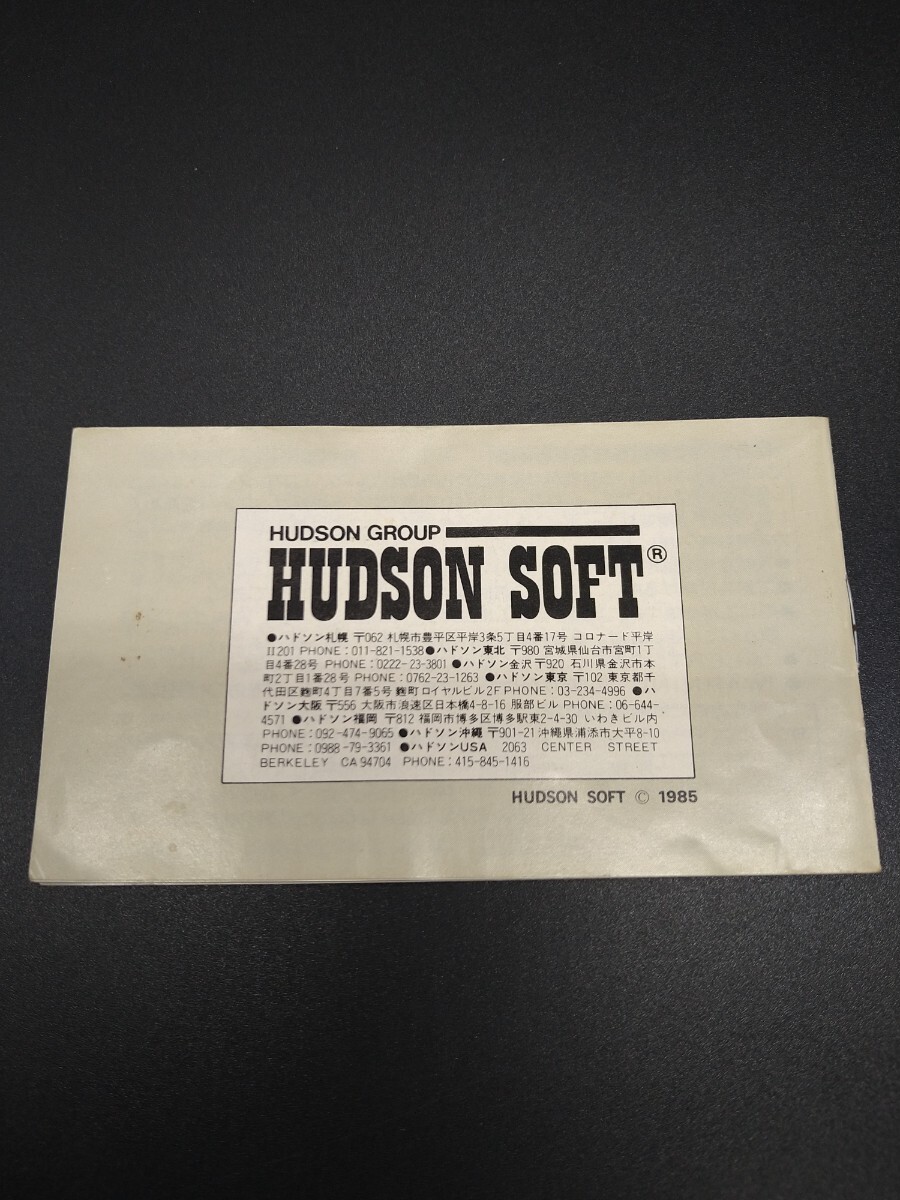 HUDSON GROUP
HUDSON SOFT®
●ハドソン札幌 〒062 札幌市豊平区平岸3条5丁目4番17号 コロナード平岸
II201 PHONE:011-821-1538●ハドソン東北 〒980 宮城県仙台市宮町1丁
目4番28号 PHONE:0222-23-3801●ハドソン金沢 〒920 石川県金沢市本
町2丁目1番28号 PHONE:0762-23-1263 ●ハドソン東京 〒102 東京都千
代田区麴町4丁目7番5号 麴町ロイヤルビル2F PHONE:03-234-4996 ●ハ
ドソン大阪 〒556 大阪市浪速区日本橋4-8-16 服部ビル PHONE:06-644-
4571 ●ハドソン福岡 〒812 福岡市博多区博多駅東2-4-30 いわきビル内
PHONE:092-474-9065●ハドソン沖縄 〒901-21 沖縄県浦添市大平8-10
PHONE:0988-79-3361 ●ハドソンUSA 2063 CENTER STREET
BERKELEY CA 94704 PHONE:415-845-1416
HUDSON SOFT © 1985